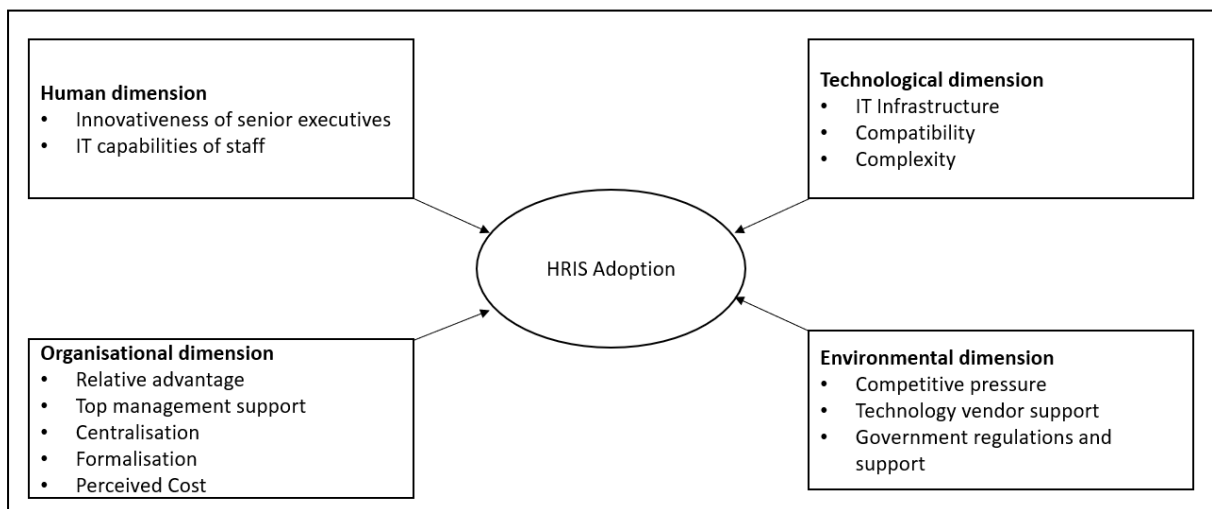 Human dimension
• Innovativeness of senior executives
• IT capabilities of staff
Technological dimension
• IT Infrastructure
• Compatibility
• Complexity
HRIS Adoption
Organisational dimension
• Relative advantage
• Top management support
• Centralisation
• Formalisation
• Perceived Cost
Environmental dimension
• Competitive pressure
• Technology vendor support
• Government regulations and
support